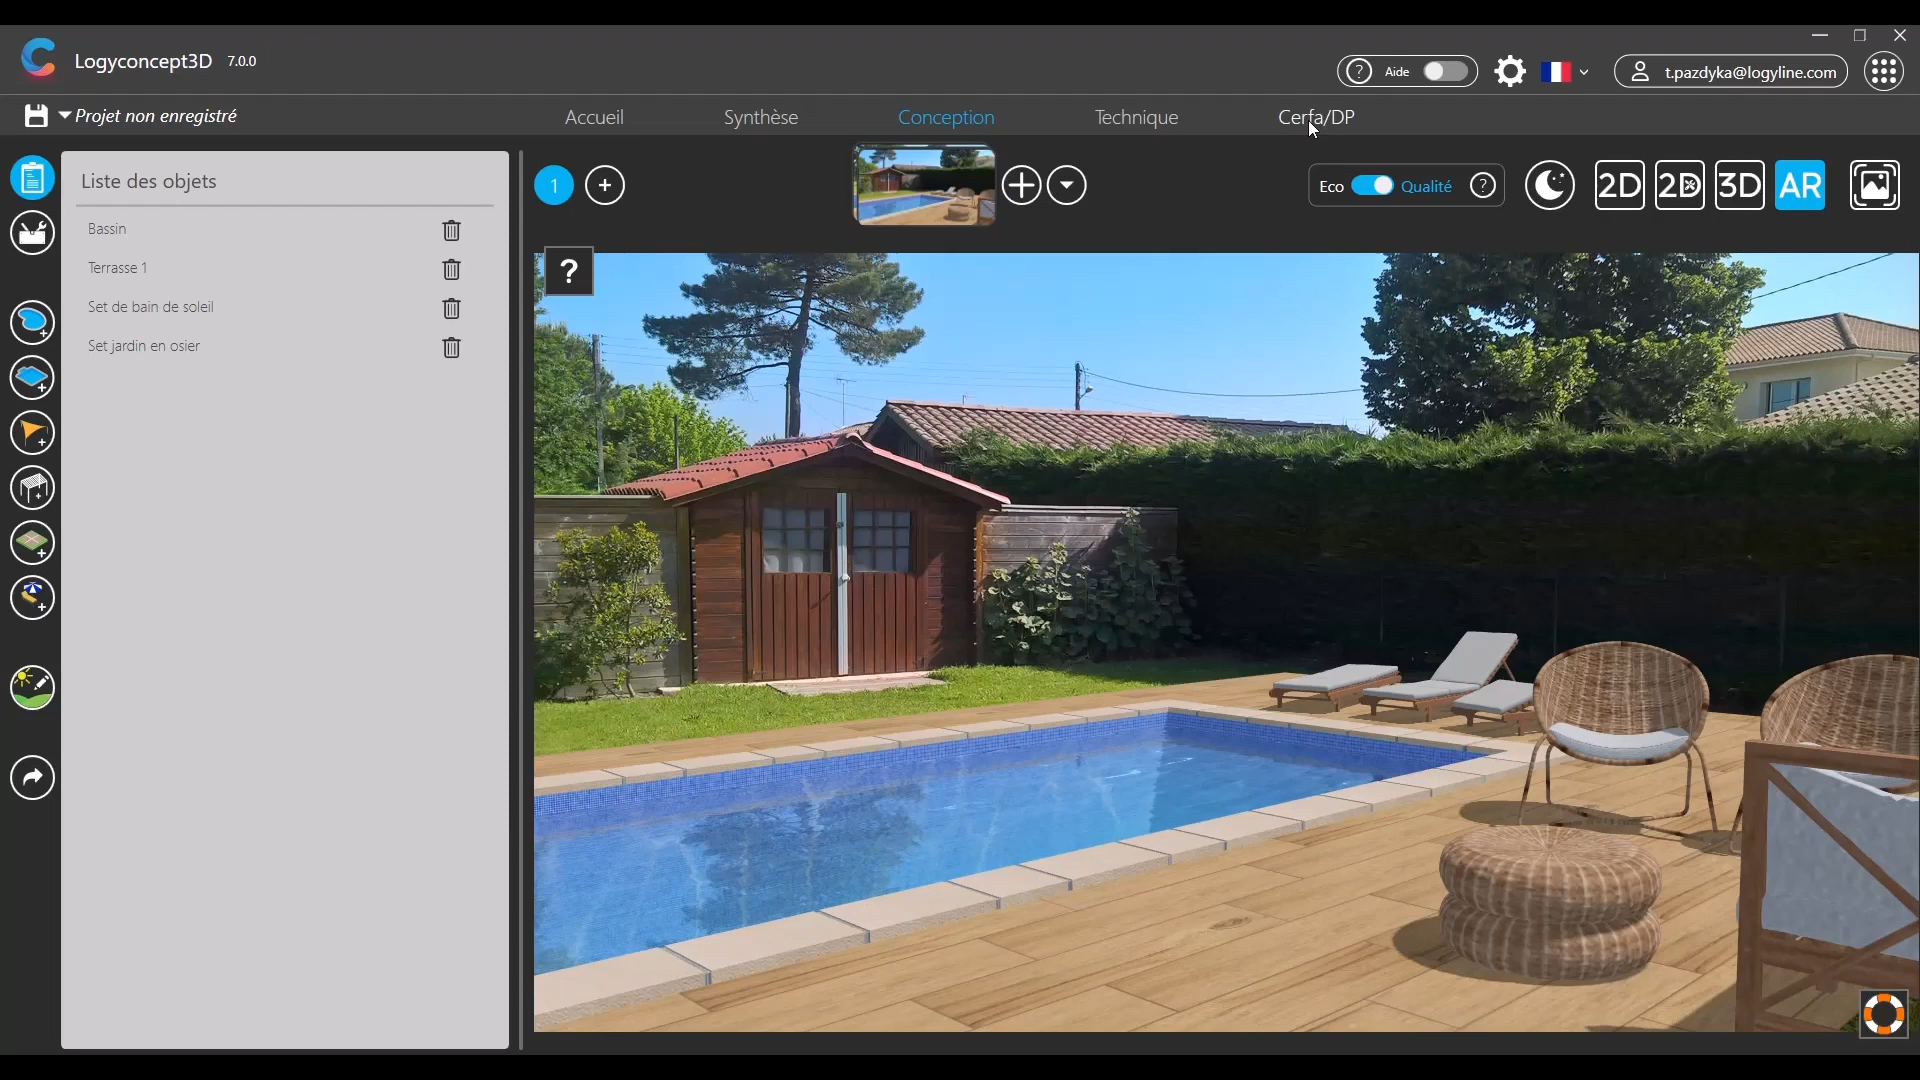 Logyconcept3D 7.0.0
? Aide
t.pazdyka@logyline.com
Projet non enregistré
Accueil
Synthèse
Conception
Technique
Cerfa/DP
Liste des objets
Bassin
Terrasse 1
Set de bain de soleil
Set jardin en osier
1
+
Eco Qualité ?
2D
2D
3D
AR
?